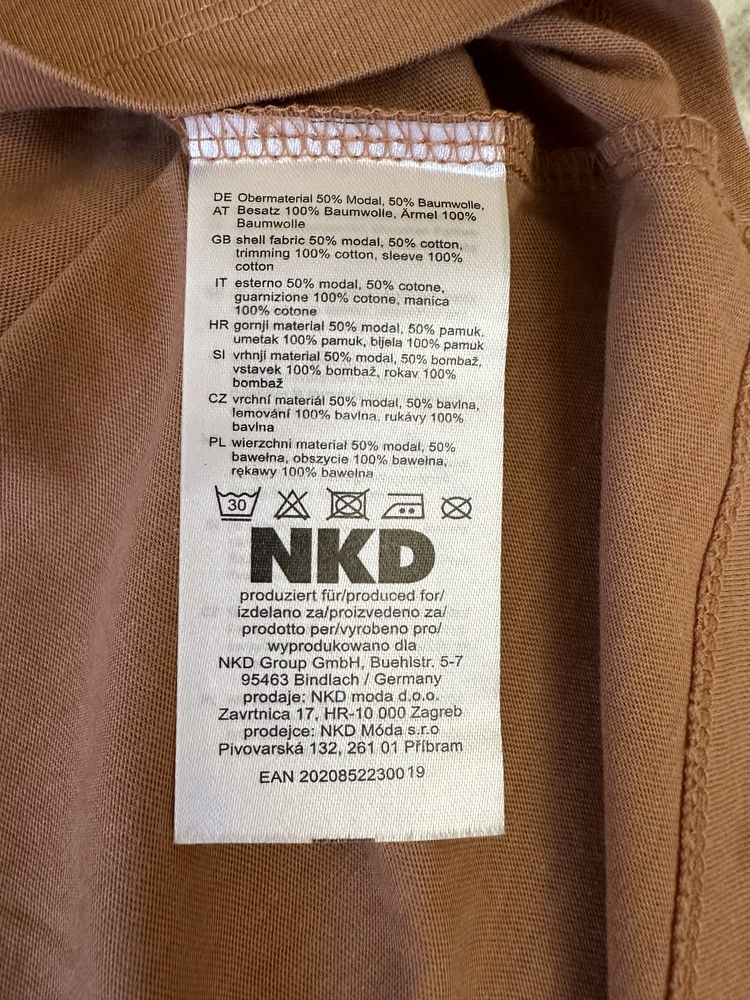 DE Obermaterial 50% Modal, 50% Baumwolle,
AT Besatz 100% Baumwolle, Ärmel 100%
Baumwolle
GB shell fabric 50% modal, 50% cotton,
trimming 100% cotton, sleeve 100%
cotton
IT esterno 50% modal, 50% cotone,
guarnizione 100% cotone, manica
100% cotone
HR gornji material 50% modal, 50% pamuk,
umetak 100% pamuk, bijela 100% pamuk
SI vrhnji material 50% modal, 50% bombaž,
vstavek 100% bombaž, rokav 100%
bombaž
CZ vrchní materiál 50% modal, 50% bavlna,
lemování 100% bavlna, rukávy 100%
bavlna
PL wierzchni materiał 50% modal, 50%
bawełna, obszycie 100% bawełna,
rękawy 100% bawełna
30
NKD
produziert für/produced for/
izdelano za/proizvedeno za/
prodotto per/vyrobeno pro/
wyprodukowano dla
NKD Group GmbH, Buehlstr. 5-7
95463 Bindlach / Germany
prodaje: NKD moda d.o.o.
Zavrtnica 17, HR-10 000 Zagreb
prodejce: NKD Móda s.r.o
Pivovarská 132, 261 01 Příbram
EAN 2020852230019